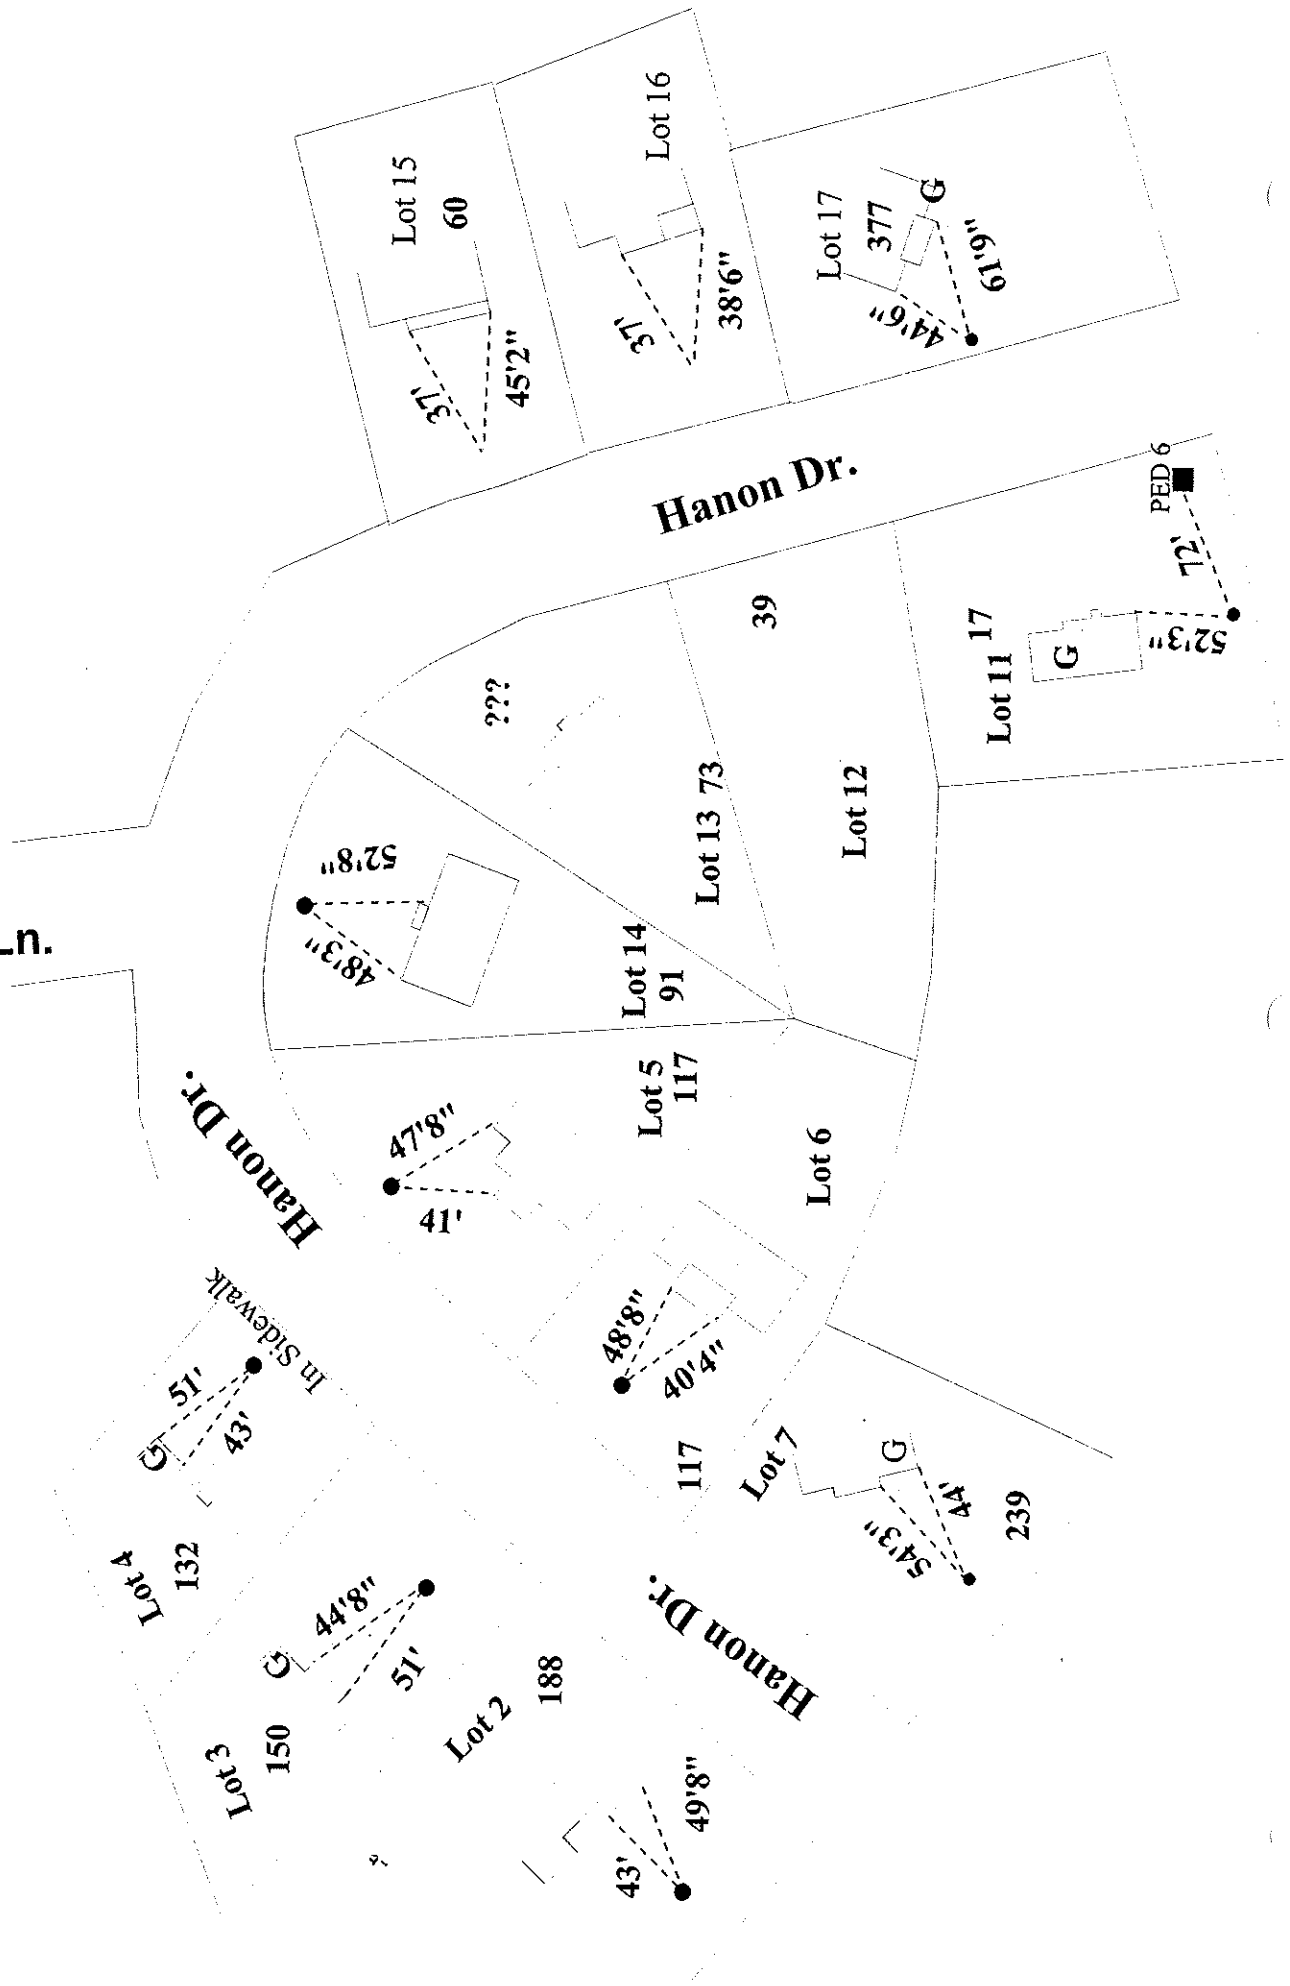 Lot 16
Lot 15
60
37'
45'2"
37'
38'6"
Lot 17
377
G
44'6"
61'9"
Hanon Dr.
PED 6
72'
52'3"
Lot 11
17
G
39
Lot 12
???
Lot 13 73
52'8"
48'3"
Lot 14
91
Ln.
Hanon Dr.
Lot 5
117
47'8"
41'
Lot 6
48'8"
40'4"
117
In Sidewalk
51'
43'
G
Lot 4
132
44'8"
51'
G
Lot 3
150
Lot 2
188
43'
49'8"
Hanon Dr.
Lot 7
G
54'3"
44'
239